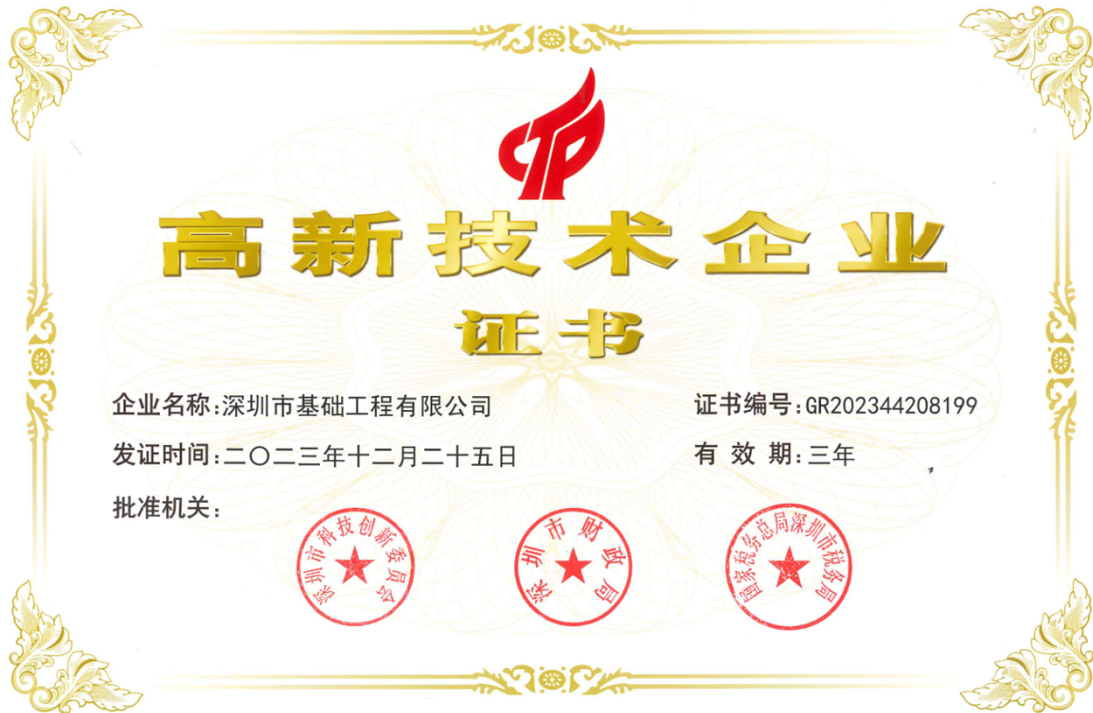 高新技术企业
证书
企业名称:深圳市基础工程有限公司
证书编号:GR202344208199
发证时间:二〇二三年十二月二十五日
有效期:三年
批准机关:
深圳市科技创新委员会
深圳市财政局
国家税务总局深圳市税务局